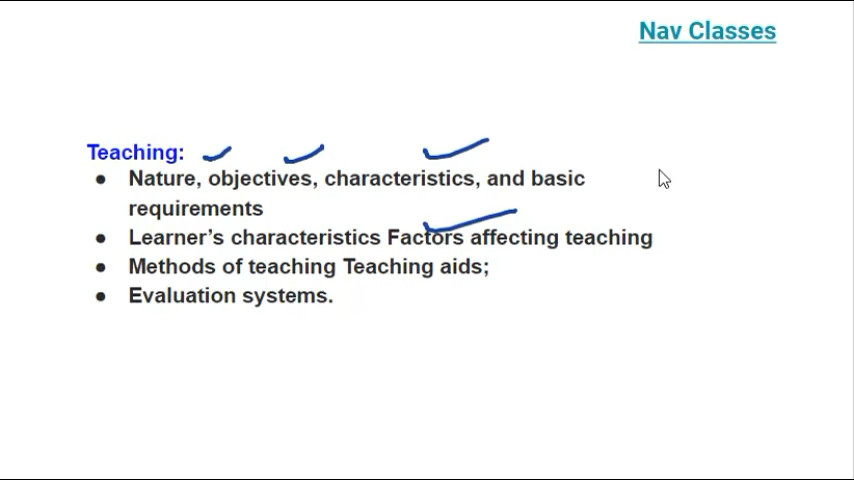 Nav Classes
Teaching:
● Nature, objectives, characteristics, and basic
requirements
● Learner’s characteristics Factors affecting teaching
● Methods of teaching Teaching aids;
● Evaluation systems.